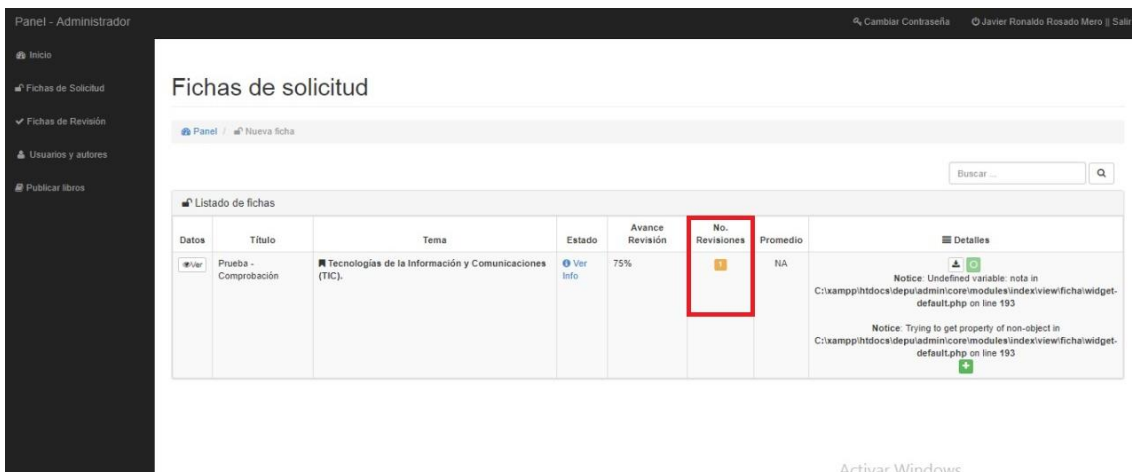 Panel - Administrador
Cambiar Contraseña
Javier Ronaldo Rosado Mero || Salir
Inicio
Fichas de Solicitud
Fichas de Revisión
Usuarios y autores
Publicar libros
Fichas de solicitud
Panel / Nueva ficha
Buscar ...
Listado de fichas
Datos
Título
Tema
Estado
Avance
Revisión
No.
Revisiones
Promedio
Detalles
Ver
Prueba -
Comprobación
Tecnologías de la Información y Comunicaciones
(TIC).
Ver
Info
75%
1
NA
Notice: Undefined variable: nota in
C:\xampp\htdocs\depu\admin\core\modules\index\view\ficha\widget-
default.php on line 193
Notice: Trying to get property of non-object in
C:\xampp\htdocs\depu\admin\core\modules\index\view\ficha\widget-
default.php on line 193
Activar Windows